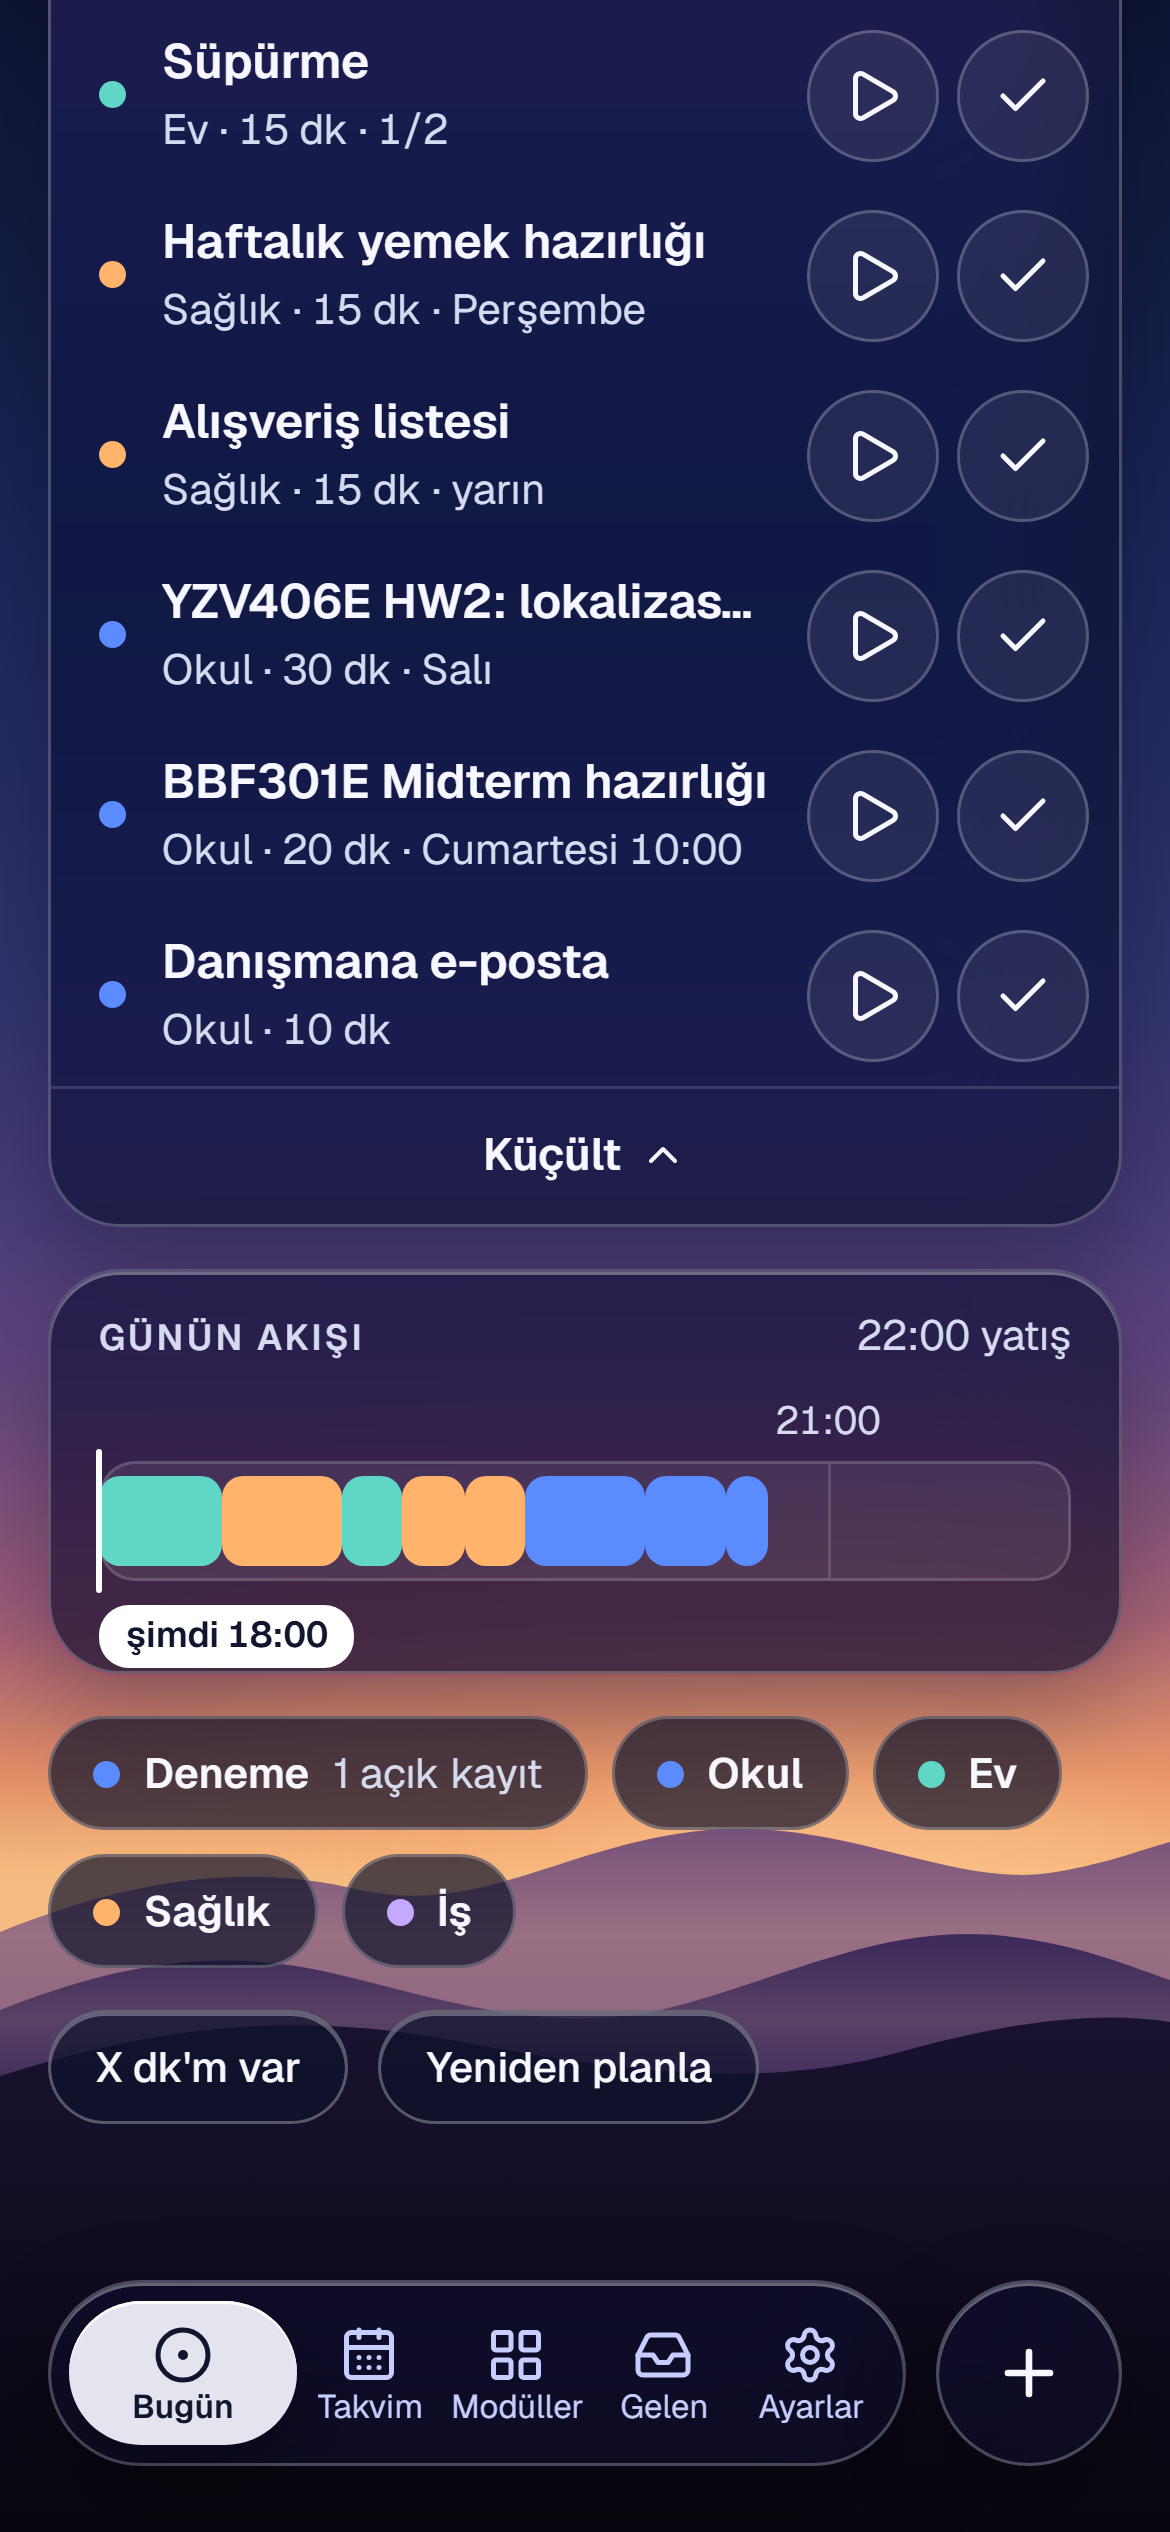 Süpürme
Ev · 15 dk · 1/2
Haftalık yemek hazırlığı
Sağlık · 15 dk · Perşembe
Alışveriş listesi
Sağlık · 15 dk · yarın
YZV406E HW2: lokalizas...
Okul · 30 dk · Salı
BBF301E Midterm hazırlığı
Okul · 20 dk · Cumartesi 10:00
Danışmana e-posta
Okul · 10 dk
Küçült
GÜNÜN AKIŞI
22:00 yatış
21:00
şimdi 18:00
Deneme 1 açık kayıt
Okul
Ev
Sağlık
İş
X dk'm var
Yeniden planla
Bugün
Takvim
Modüller
Gelen
Ayarlar